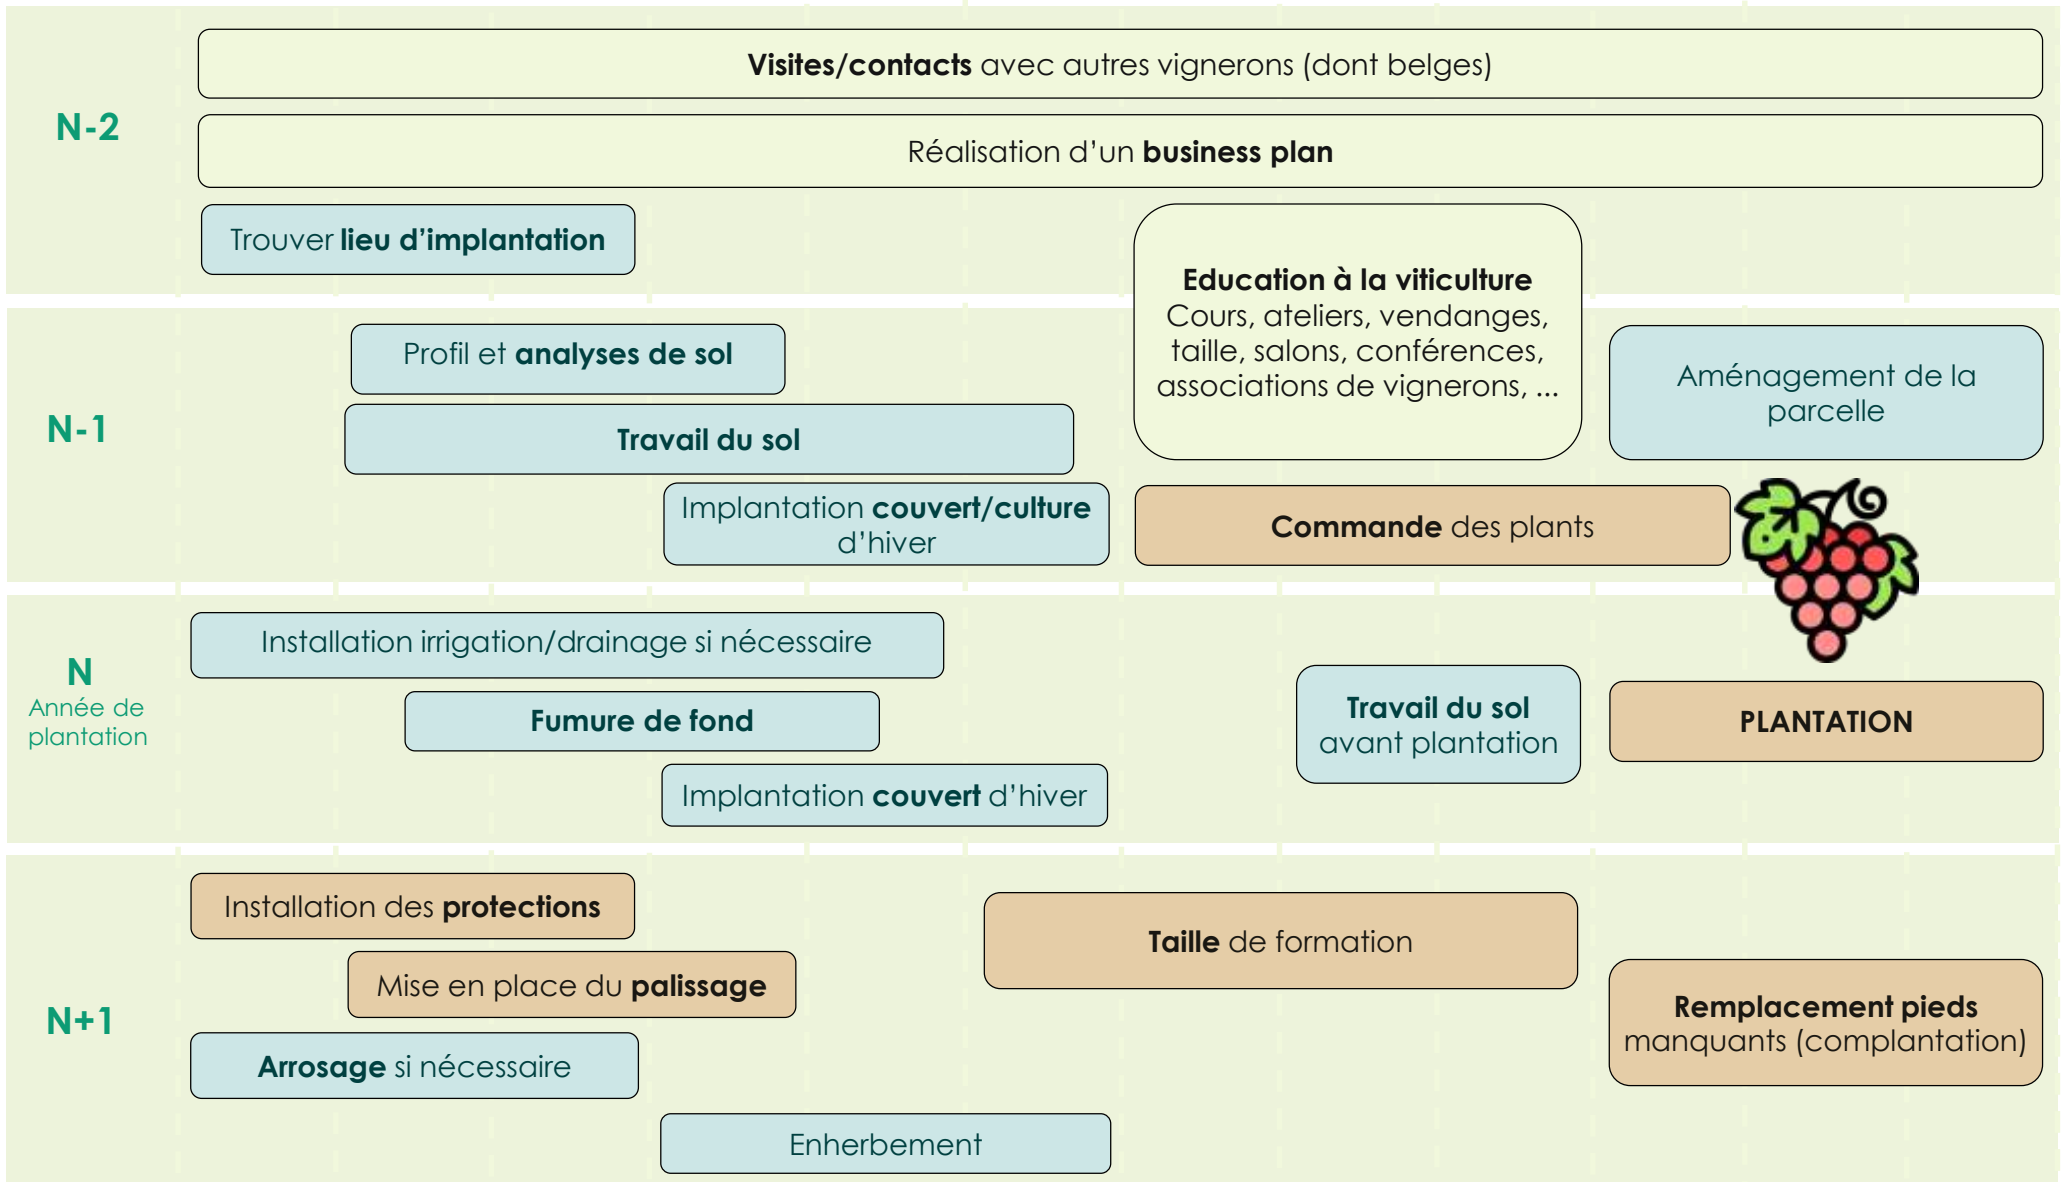 N-2
Visites/contacts avec autres vignerons (dont belges)
Réalisation d’un business plan
Trouver lieu d’implantation
Education à la viticulture
Cours, ateliers, vendanges,
taille, salons, conférences,
associations de vignerons, ...
N-1
Profil et analyses de sol
Travail du sol
Implantation couvert/culture
d’hiver
Commande des plants
Aménagement de la
parcelle
N
Année de
plantation
Installation irrigation/drainage si nécessaire
Fumure de fond
Implantation couvert d’hiver
Travail du sol
avant plantation
PLANTATION
N+1
Installation des protections
Mise en place du palissage
Arrosage si nécessaire
Enherbement
Taille de formation
Remplacement pieds
manquants (complantation)